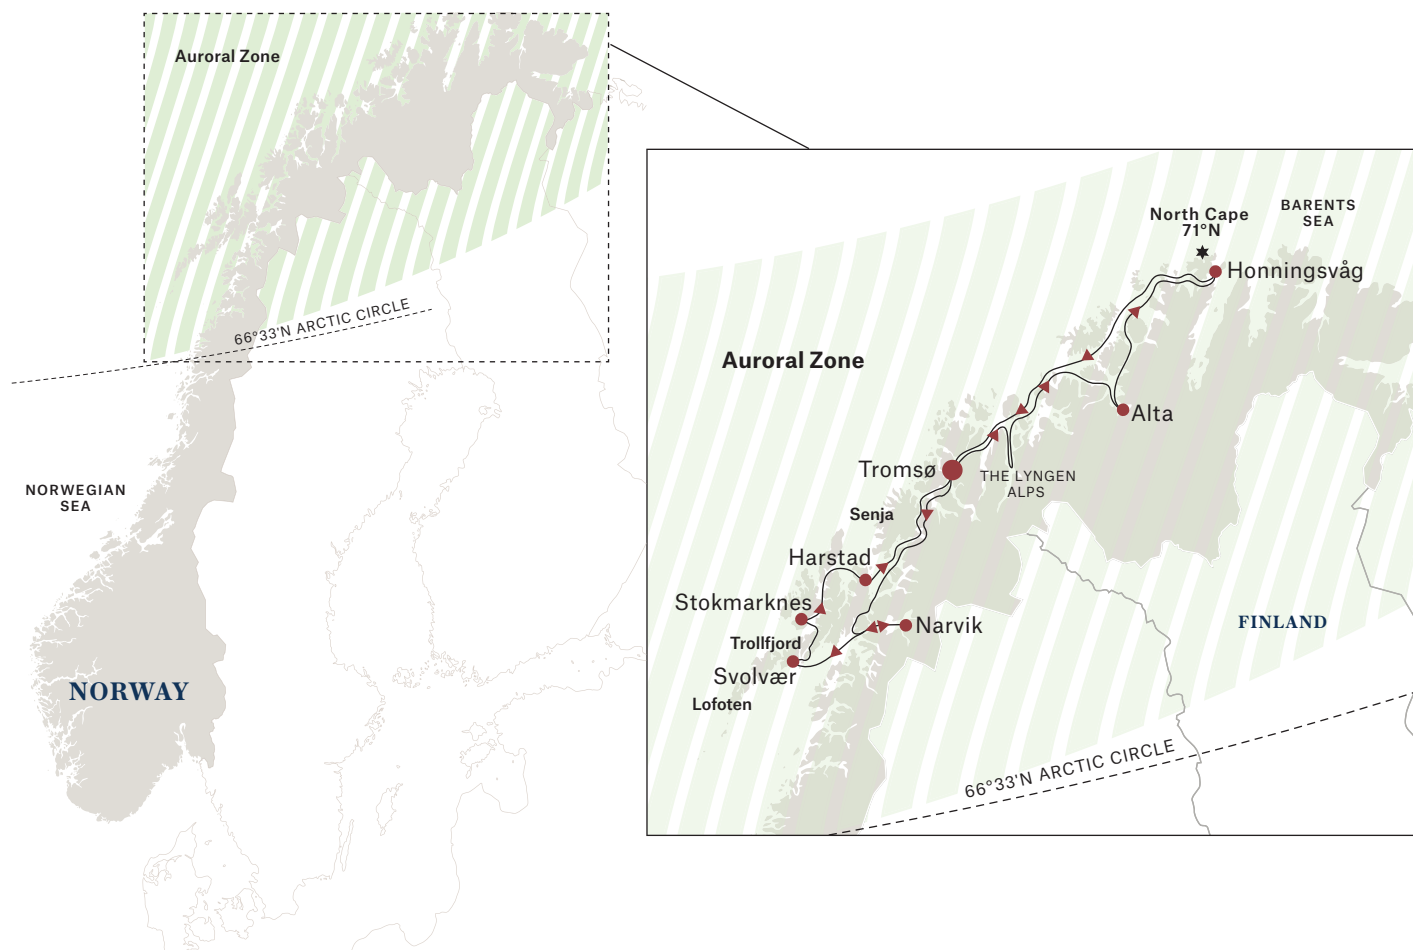 Auroral Zone
66°33'N ARCTIC CIRCLE
NORWEGIAN
SEA
NORWAY
North Cape
71°N
BARENTS
SEA
Honningsvåg
Auroral Zone
Alta
Tromsø
THE LYNGEN
ALPS
Senja
Harstad
Stokmarknes
Narvik
Trollfjord
Svolvær
Lofoten
FINLAND
66°33'N ARCTIC CIRCLE